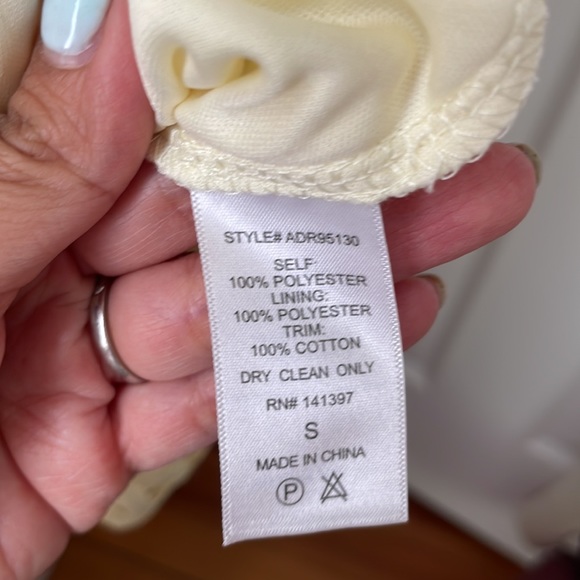 STYLE# ADR95130
SELF:
100% POLYESTER
LINING:
100% POLYESTER
TRIM:
100% COTTON
DRY CLEAN ONLY
RN# 141397
S
MADE IN CHINA
P